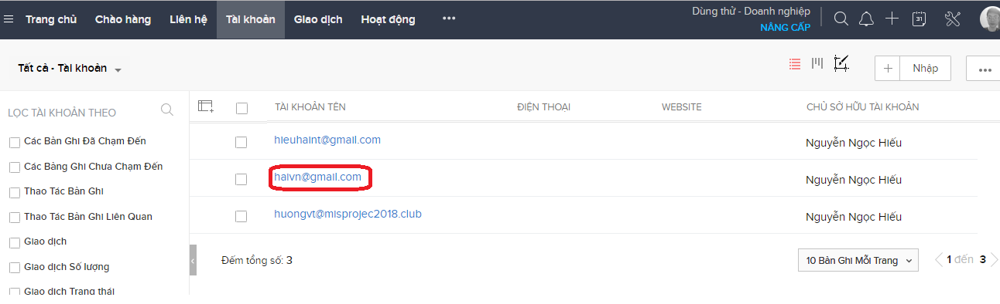 Trang chủ Chào hàng Liên hệ Tài khoản Giao dịch Hoạt động ••• Dùng thử - Doanh nghiệp
NÂNG CẤP
31
Tất cả - Tài khoản
Nhập •••
LỌC TÀI KHOẢN THEO
Các Bản Ghi Đã Chạm Đến
Các Bảng Ghi Chưa Chạm Đến
Thao Tác Bản Ghi
Thao Tác Bản Ghi Liên Quan
Giao dịch
Giao dịch Số lượng
Giao dịch Trạng thái
TÀI KHOẢN TÊN ĐIỆN THOẠI WEBSITE CHỦ SỞ HỮU TÀI KHOẢN
hieuhaint@gmail.com Nguyễn Ngọc Hiếu
haivn@gmail.com Nguyễn Ngọc Hiếu
huongvt@misprojec2018.club Nguyễn Ngọc Hiếu
Đếm tổng số: 3 10 Bản Ghi Mỗi Trang 1 đến 3